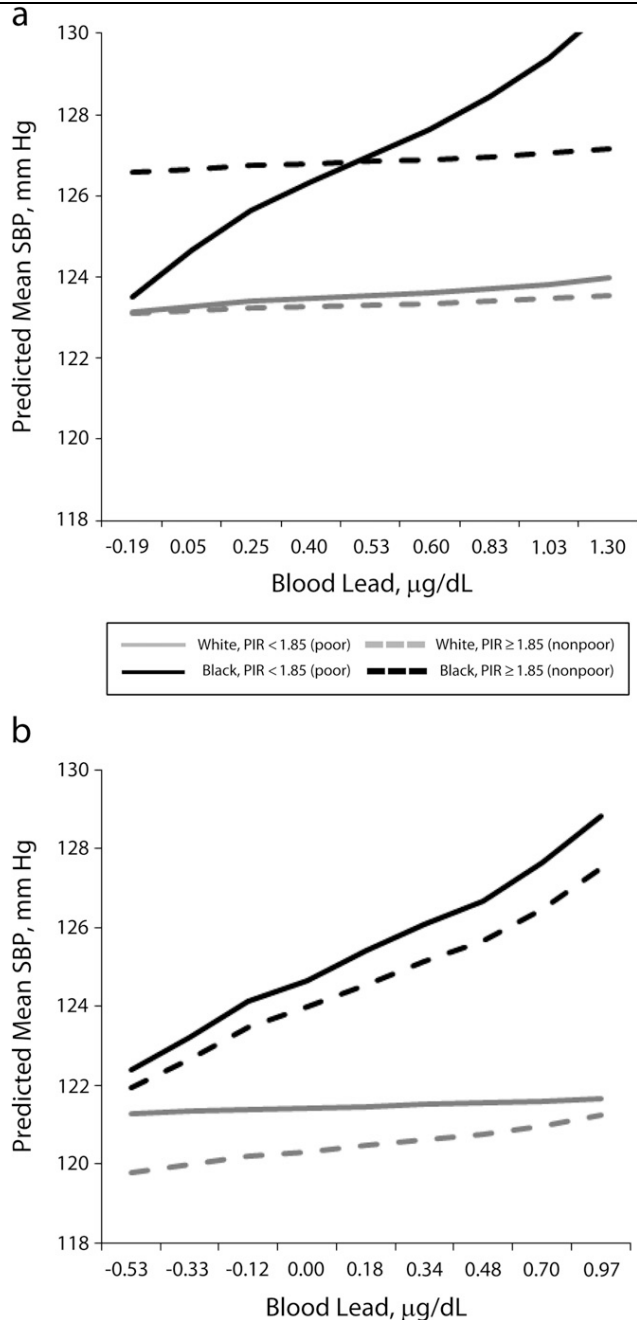 a
130
128
126
124
122
120
118
Predicted Mean SBP, mm Hg
-0.19 0.05 0.25 0.40 0.53 0.60 0.83 1.03 1.30
Blood Lead, μg/dL
White, PIR < 1.85 (poor) White, PIR ≥ 1.85 (nonpoor)
Black, PIR < 1.85 (poor) Black, PIR ≥ 1.85 (nonpoor)
b
130
128
126
124
122
120
118
Predicted Mean SBP, mm Hg
-0.53 -0.33 -0.12 0.00 0.18 0.34 0.48 0.70 0.97
Blood Lead, μg/dL